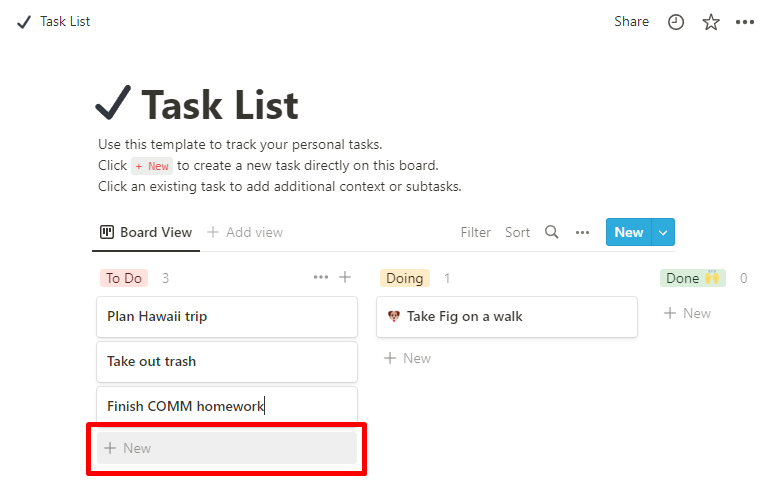 Task List
Share
Task List
Use this template to track your personal tasks.
Click + New to create a new task directly on this board.
Click an existing task to add additional context or subtasks.
Board View + Add view Filter Sort ••• New
To Do 3 ••• +
Doing 1
Done 🙌 0
Plan Hawaii trip
Take out trash
Finish COMM homework
+ New
🐶 Take Fig on a walk
+ New
+ New